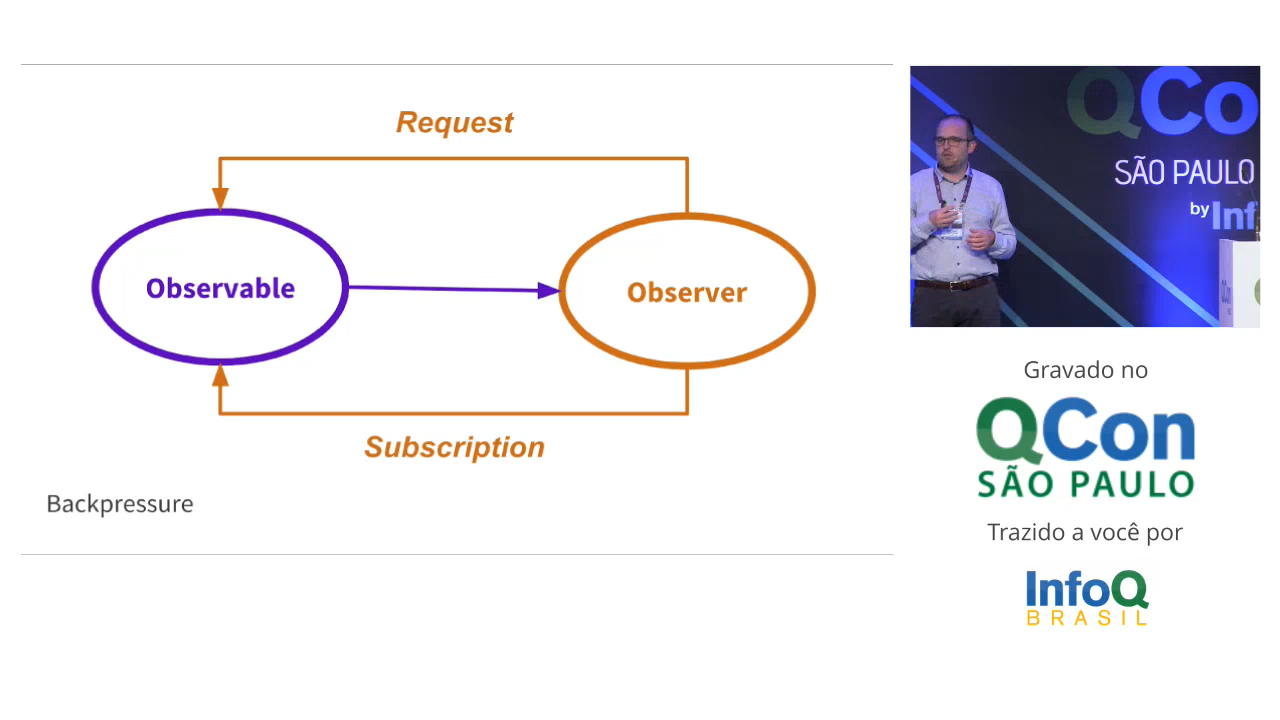 Request
Observable
Observer
Subscription
Backpressure
QCo
SÃO PAULO
by Inf
Gravado no
QCon
SÃO PAULO
Trazido a você por
InfoQ
BRASIL